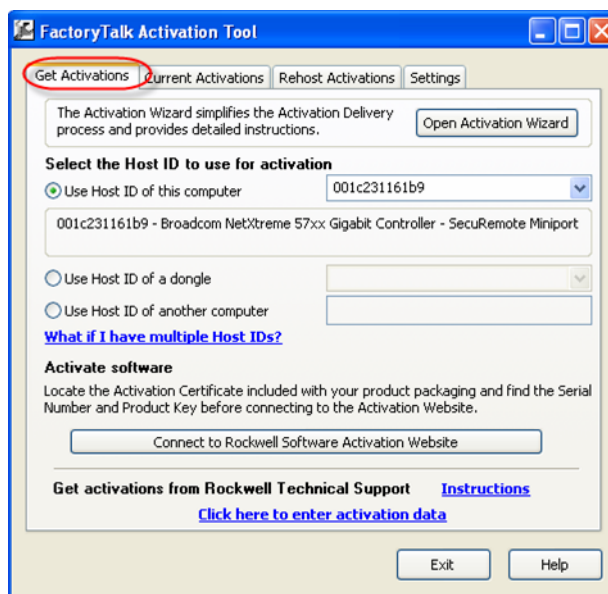 FactoryTalk Activation Tool
Get Activations Current Activations Rehost Activations Settings
The Activation Wizard simplifies the Activation Delivery
process and provides detailed instructions.
Open Activation Wizard
Select the Host ID to use for activation
Use Host ID of this computer 001c231161b9
001c231161b9 - Broadcom NetXtreme 57xx Gigabit Controller - SecuRemote Miniport
Use Host ID of a dongle
Use Host ID of another computer
What if I have multiple Host IDs?
Activate software
Locate the Activation Certificate included with your product packaging and find the Serial
Number and Product Key before connecting to the Activation Website.
Connect to Rockwell Software Activation Website
Get activations from Rockwell Technical Support Instructions
Click here to enter activation data
Exit Help